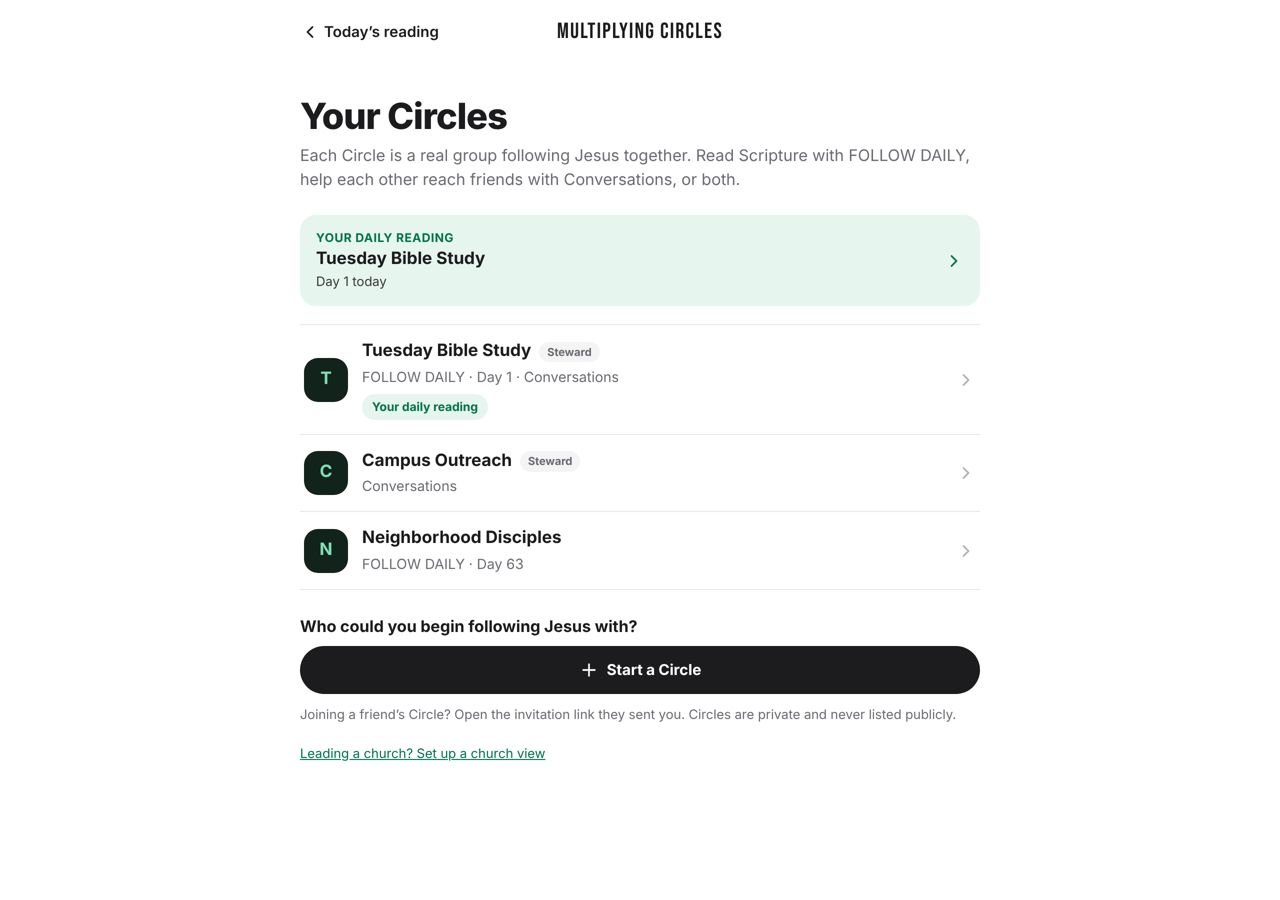 Today’s reading
MULTIPLYING CIRCLES
Your Circles
Each Circle is a real group following Jesus together. Read Scripture with FOLLOW DAILY,
help each other reach friends with Conversations, or both.
YOUR DAILY READING
Tuesday Bible Study
Day 1 today
T
Tuesday Bible Study Steward
FOLLOW DAILY · Day 1 · Conversations
Your daily reading
C
Campus Outreach Steward
Conversations
N
Neighborhood Disciples
FOLLOW DAILY · Day 63
Who could you begin following Jesus with?
Start a Circle
Joining a friend’s Circle? Open the invitation link they sent you. Circles are private and never listed publicly.
Leading a church? Set up a church view